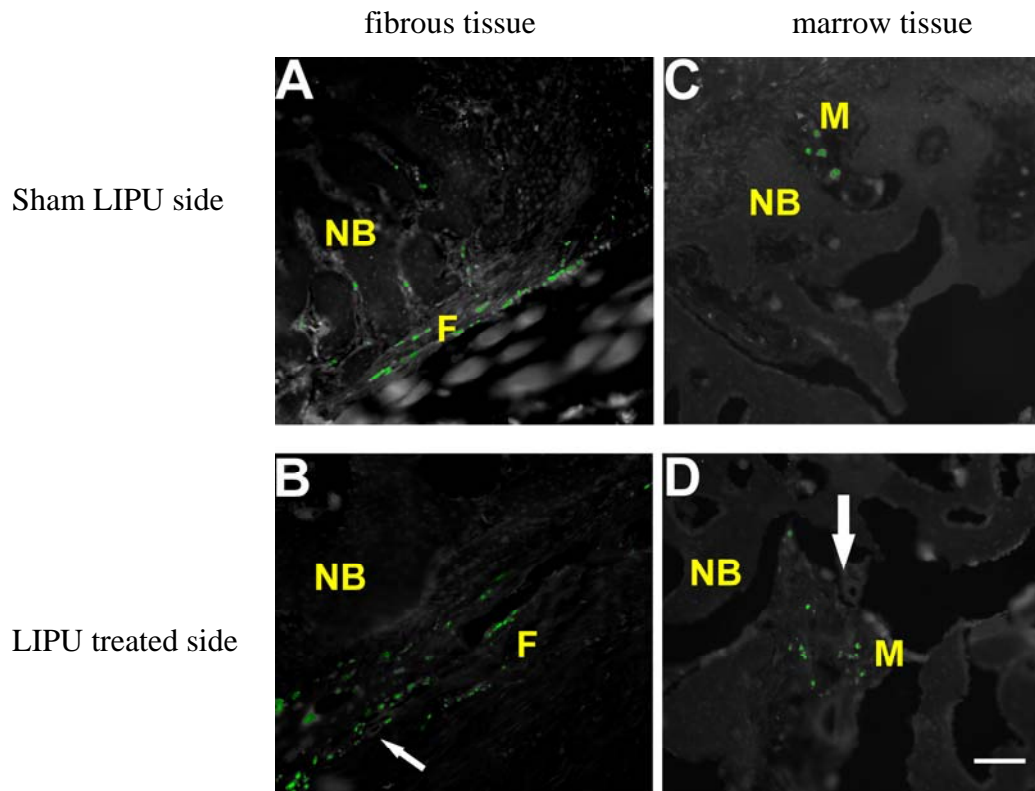 fibrous tissue marrow tissue
Sham LIPU side
A
NB
F
C
M
NB
LIPU treated side
B
NB
F
D
NB
M